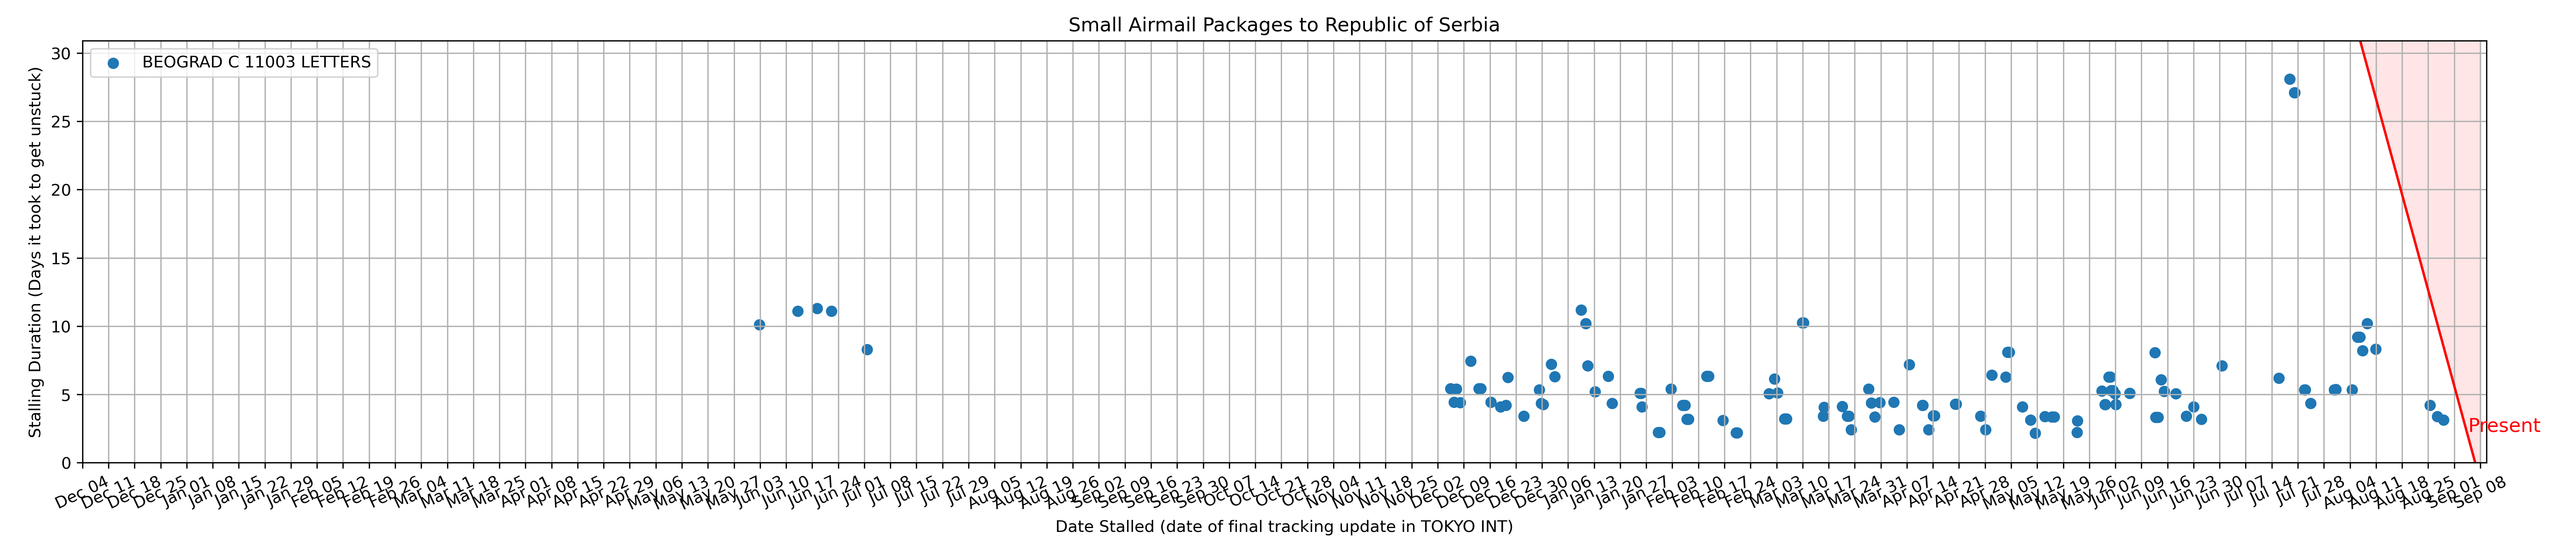 Small Airmail Packages to Republic of Serbia
BEOGRAD C 11003 LETTERS
Stalling Duration (Days it took to get unstuck)
30
25
20
15
10
5
0
Present
Dec 04 Dec 11 Dec 18 Dec 25 Jan 01 Jan 08 Jan 15 Jan 22 Jan 29 Feb 05 Feb 12 Feb 19 Feb 26 Mar 04 Mar 11 Mar 18 Mar 25 Apr 01 Apr 08 Apr 15 Apr 22 Apr 29 May 06 May 13 May 20 May 27 Jun 03 Jun 10 Jun 17 Jun 24 Jul 01 Jul 08 Jul 15 Jul 22 Jul 29 Aug 05 Aug 12 Aug 19 Aug 26 Sep 02 Sep 09 Sep 16 Sep 23 Sep 30 Oct 07 Oct 14 Oct 21 Oct 28 Nov 04 Nov 11 Nov 18 Nov 25 Dec 02 Dec 09 Dec 16 Dec 23 Dec 30 Jan 06 Jan 13 Jan 20 Jan 27 Feb 03 Feb 10 Feb 17 Feb 24 Mar 03 Mar 10 Mar 17 Mar 24 Mar 31 Apr 07 Apr 14 Apr 21 Apr 28 May 05 May 12 May 19 May 26 Jun 02 Jun 09 Jun 16 Jun 23 Jun 30 Jul 07 Jul 14 Jul 21 Jul 28 Aug 04 Aug 11 Aug 18 Aug 25 Sep 01 Sep 08
Date Stalled (date of final tracking update in TOKYO INT)